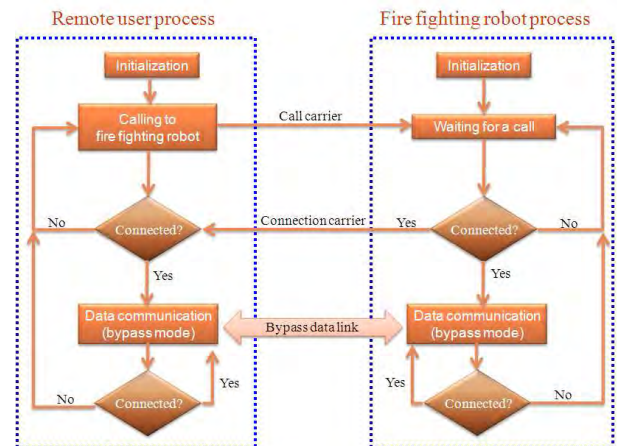 Remote user process
Fire fighting robot process
Initialization
Initialization
Calling to
fire fighting robot
Call carrier
Waiting for a call
No
Connected?
Connection carrier
Yes
Connected?
No
Yes
Yes
Data communication
(bypass mode)
Bypass data link
Data communication
(bypass mode)
No
Connected?
Yes
Yes
Connected?
No